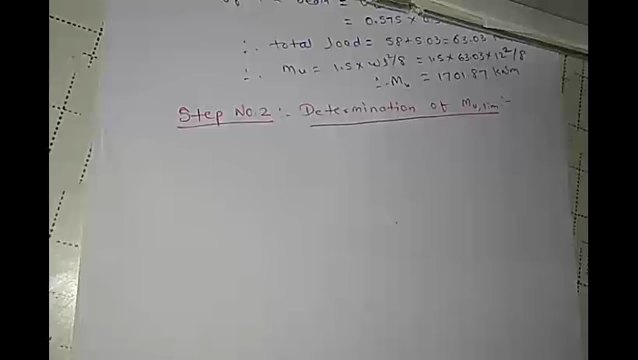 = 0.575 ×
∴ total load = 58+5.03 = 63.03
∴ Mu = 1.5 × wl²/8 = 1.5 × 63.03 × 12²/8
∴ Mu = 1701.87 kNm
Step No.2 :- Determination of Mu,lim :-